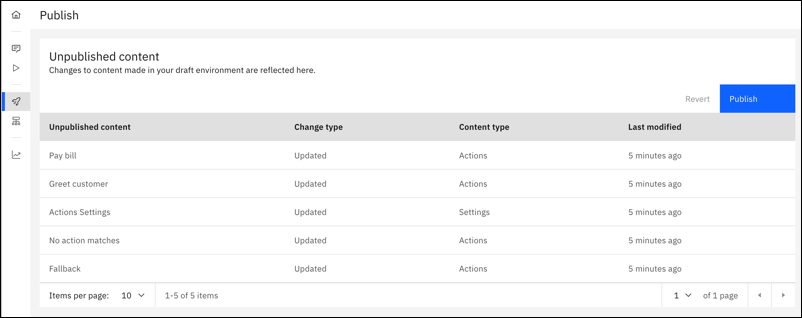 Publish
Unpublished content
Changes to content made in your draft environment are reflected here.
Revert Publish
Unpublished content Change type Content type Last modified
Pay bill Updated Actions 5 minutes ago
Greet customer Updated Actions 5 minutes ago
Actions Settings Updated Settings 5 minutes ago
No action matches Updated Actions 5 minutes ago
Fallback Updated Actions 5 minutes ago
Items per page: 10 1-5 of 5 items 1 of 1 page